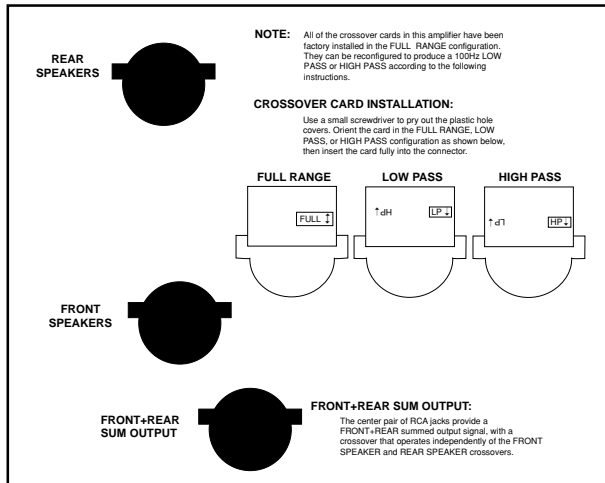 REAR
SPEAKERS
NOTE: All of the crossover cards in this amplifier have been
factory installed in the FULL RANGE configuration.
They can be reconfigured to produce a 100Hz LOW
PASS or HIGH PASS according to the following
instructions.
CROSSOVER CARD INSTALLATION:
Use a small screwdriver to pry out the plastic hole
covers. Orient the card in the FULL RANGE, LOW
PASS, or HIGH PASS configuration as shown below,
then insert the card fully into the connector.
FULL RANGE LOW PASS HIGH PASS
FULL ↕
HP ↓ LP ↓
LP ↓ HP ↓
FRONT
SPEAKERS
FRONT+REAR
SUM OUTPUT
FRONT+REAR SUM OUTPUT:
The center pair of RCA jacks provide a
FRONT+REAR summed output signal, with a
crossover that operates independently of the FRONT
SPEAKER and REAR SPEAKER crossovers.